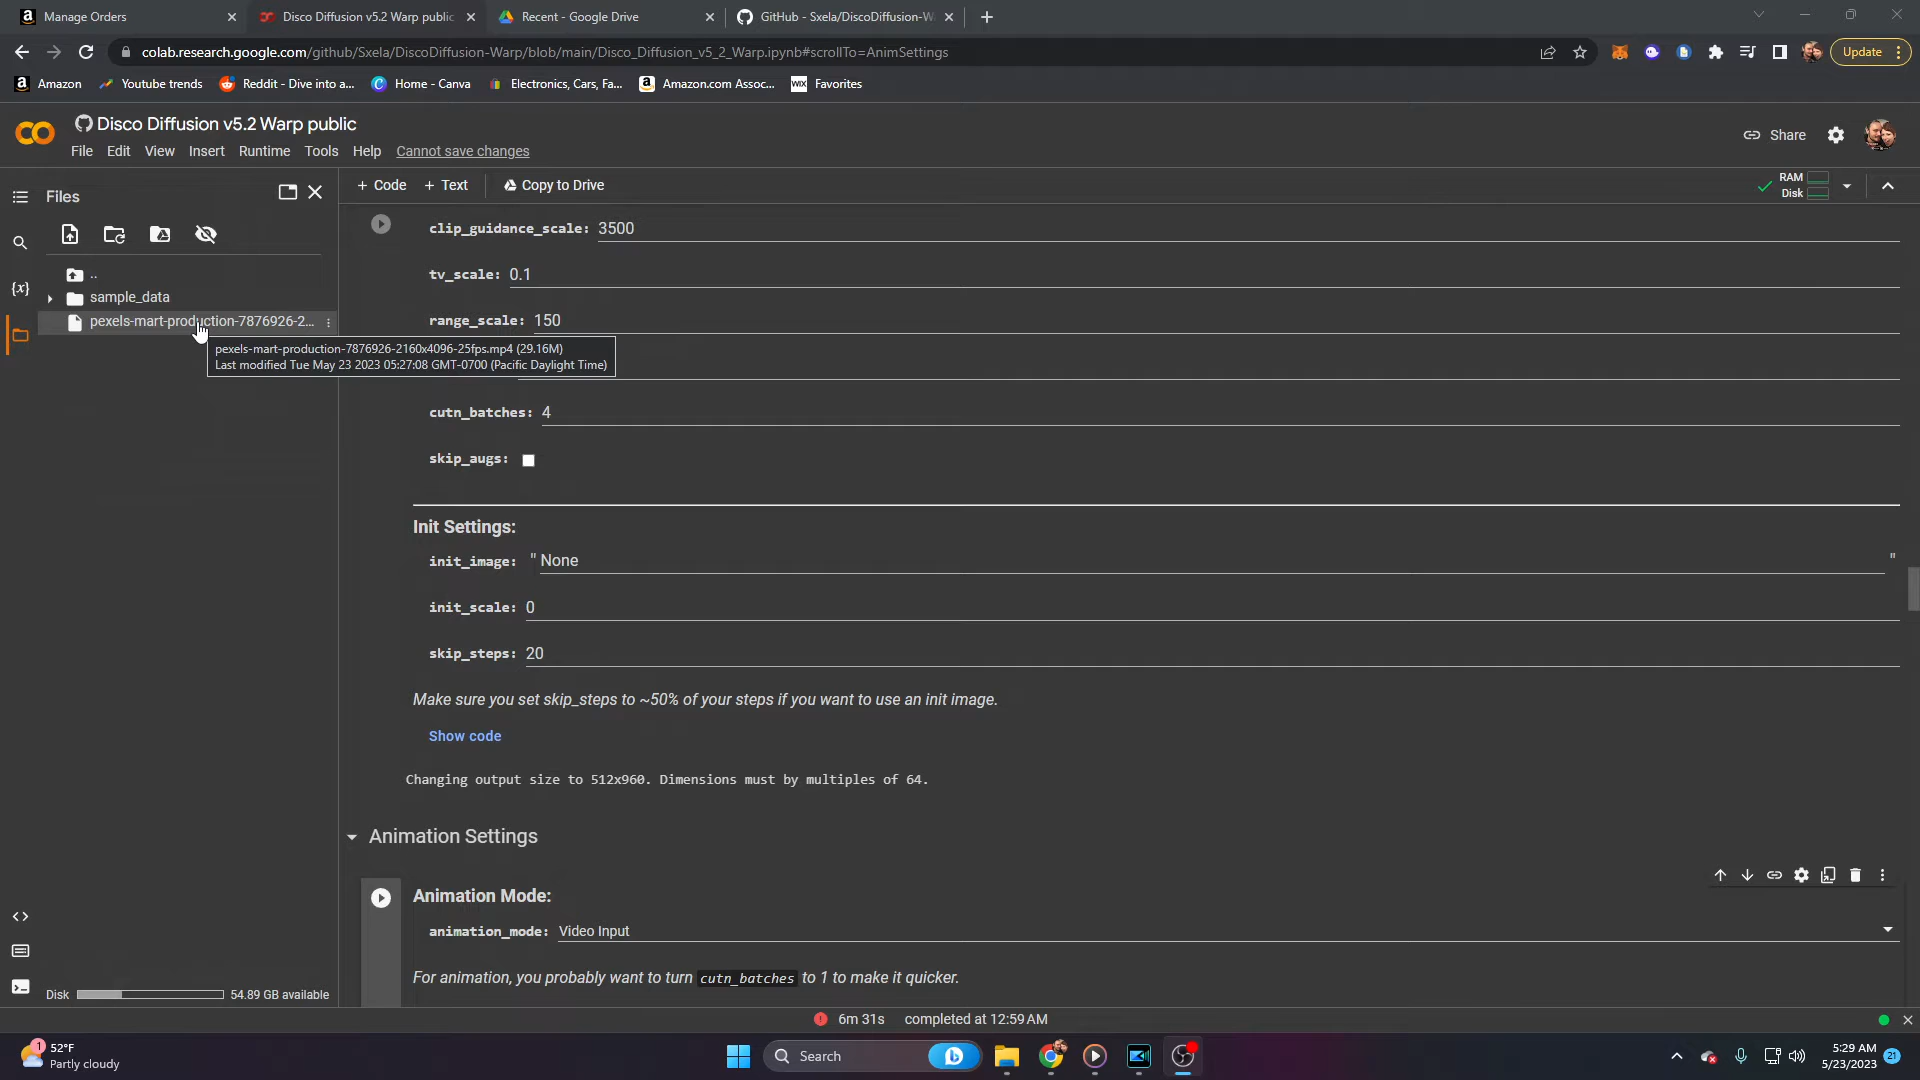 Manage Orders
Disco Diffusion v5.2 Warp public
Recent - Google Drive
GitHub - Sxela/DiscoDiffusion-W
colab.research.google.com/github/Sxela/DiscoDiffusion-Warp/blob/main/Disco_Diffusion_v5_2_Warp.ipynb#scrollTo=AnimSettings
Update
Amazon
Youtube trends
Reddit - Dive into a...
Home - Canva
Electronics, Cars, Fa...
Amazon.com Assoc...
WIX Favorites
Disco Diffusion v5.2 Warp public
File Edit View Insert Runtime Tools Help Cannot save changes
Share
Files
+ Code + Text Copy to Drive
RAM
Disk
..
sample_data
pexels-mart-production-7876926-2...
pexels-mart-production-7876926-2160x4096-25fps.mp4 (29.16M)
Last modified Tue May 23 2023 05:27:08 GMT-0700 (Pacific Daylight Time)
{x}
clip_guidance_scale: 3500
tv_scale: 0.1
range_scale: 150
cutn_batches: 4
skip_augs:
Init Settings:
init_image: " None "
init_scale: 0
skip_steps: 20
Make sure you set skip_steps to ~50% of your steps if you want to use an init image.
Show code
Changing output size to 512x960. Dimensions must by multiples of 64.
Animation Settings
Animation Mode:
animation_mode: Video Input
For animation, you probably want to turn cutn_batches to 1 to make it quicker.
Disk 54.89 GB available
6m 31s completed at 12:59 AM
1
52°F
Partly cloudy
Search
5:29 AM
5/23/2023
21